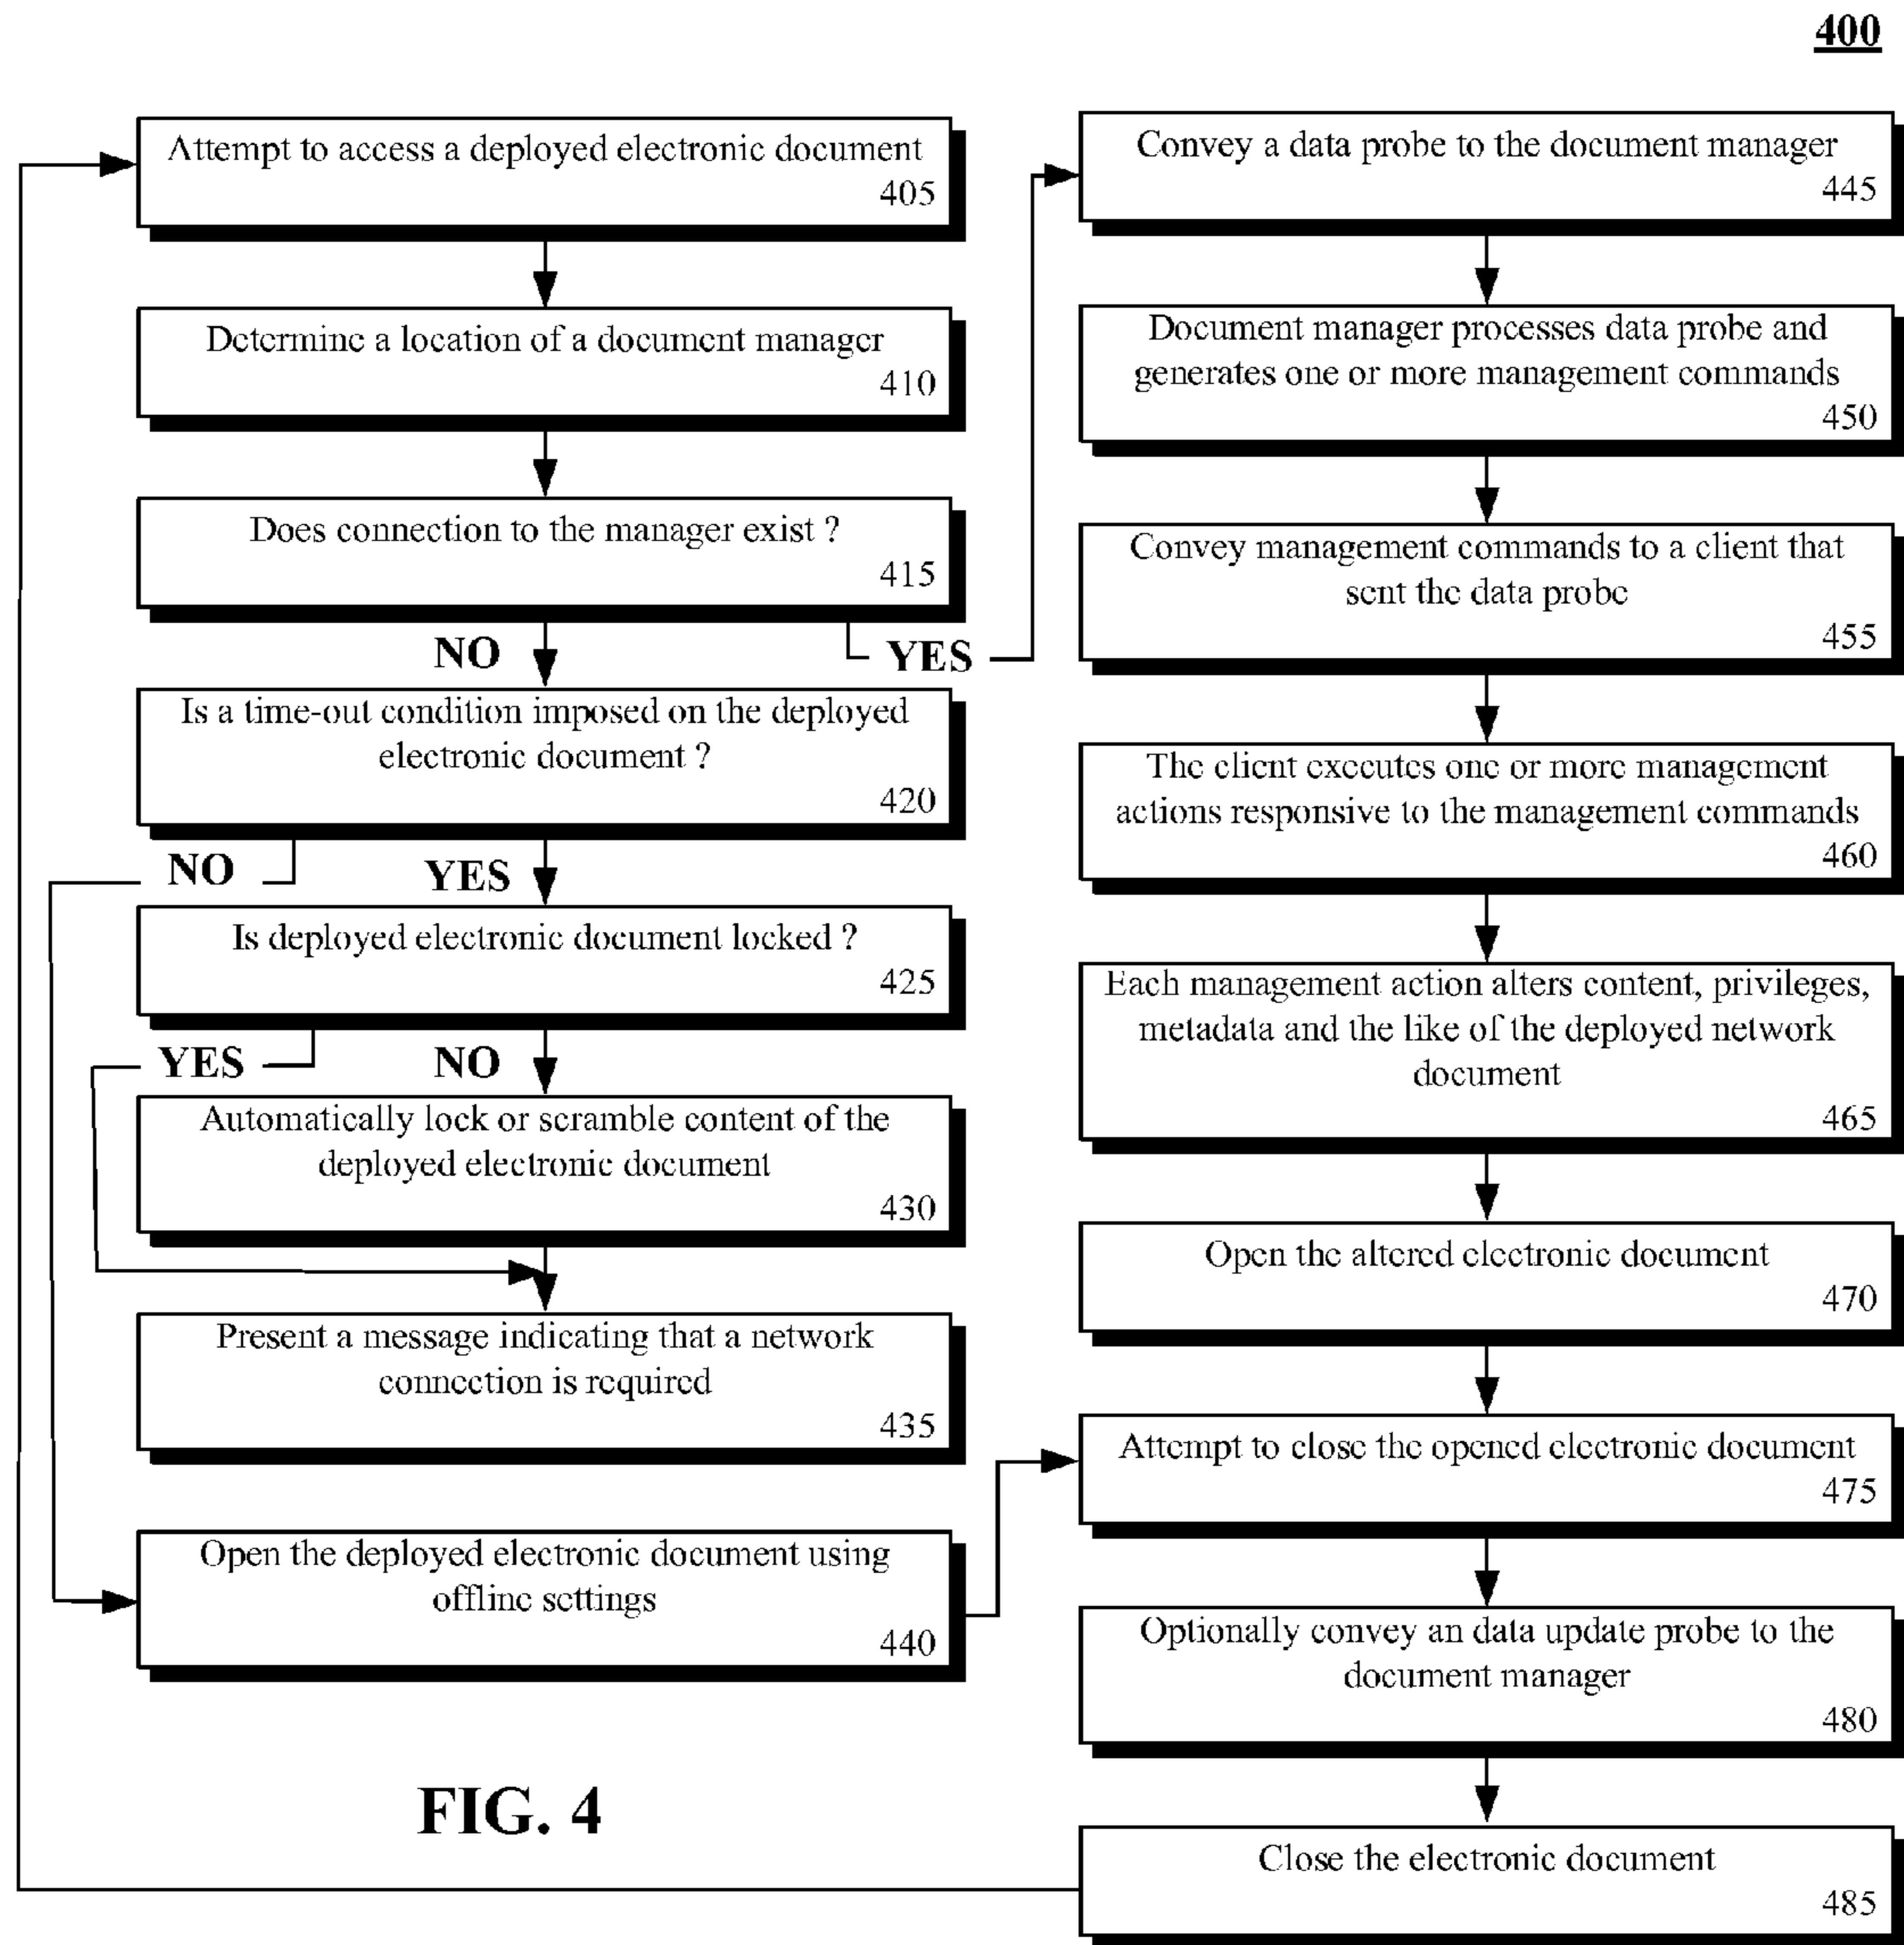 400
Attempt to access a deployed electronic document
405
Determine a location of a document manager
410
Does connection to the manager exist ?
415
NO
YES
Is a time-out condition imposed on the deployed
electronic document ?
420
NO
YES
Is deployed electronic document locked ?
425
YES
NO
Automatically lock or scramble content of the
deployed electronic document
430
Present a message indicating that a network
connection is required
435
Open the deployed electronic document using
offline settings
440
Convey a data probe to the document manager
445
Document manager processes data probe and
generates one or more management commands
450
Convey management commands to a client that
sent the data probe
455
The client executes one or more management
actions responsive to the management commands
460
Each management action alters content, privileges,
metadata and the like of the deployed network
document
465
Open the altered electronic document
470
Attempt to close the opened electronic document
475
Optionally convey an data update probe to the
document manager
480
Close the electronic document
485
FIG. 4